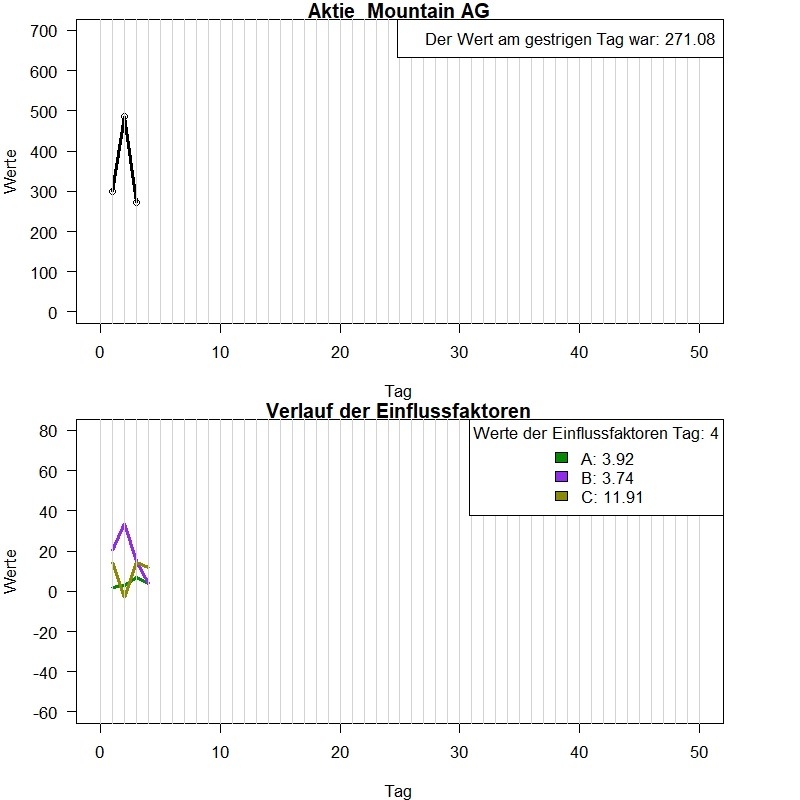 Aktie  Mountain AG
Der Wert am gestrigen Tag war: 271.08
700
600
500
400
300
200
100
0
Werte
0 10 20 30 40 50
Tag
Verlauf der Einflussfaktoren
Werte der Einflussfaktoren Tag: 4
A: 3.92
B: 3.74
C: 11.91
80
60
40
20
0
-20
-40
-60
Werte
0 10 20 30 40 50
Tag